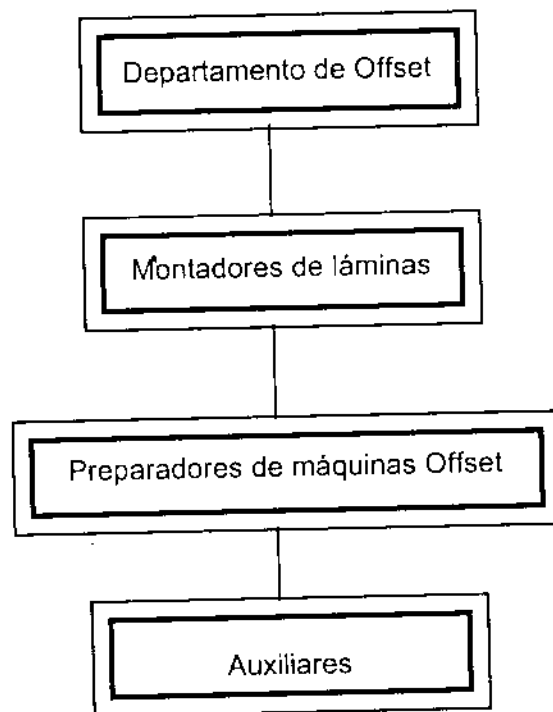 Departamento de Offset
Montadores de láminas
Preparadores de máquinas Offset
Auxiliares